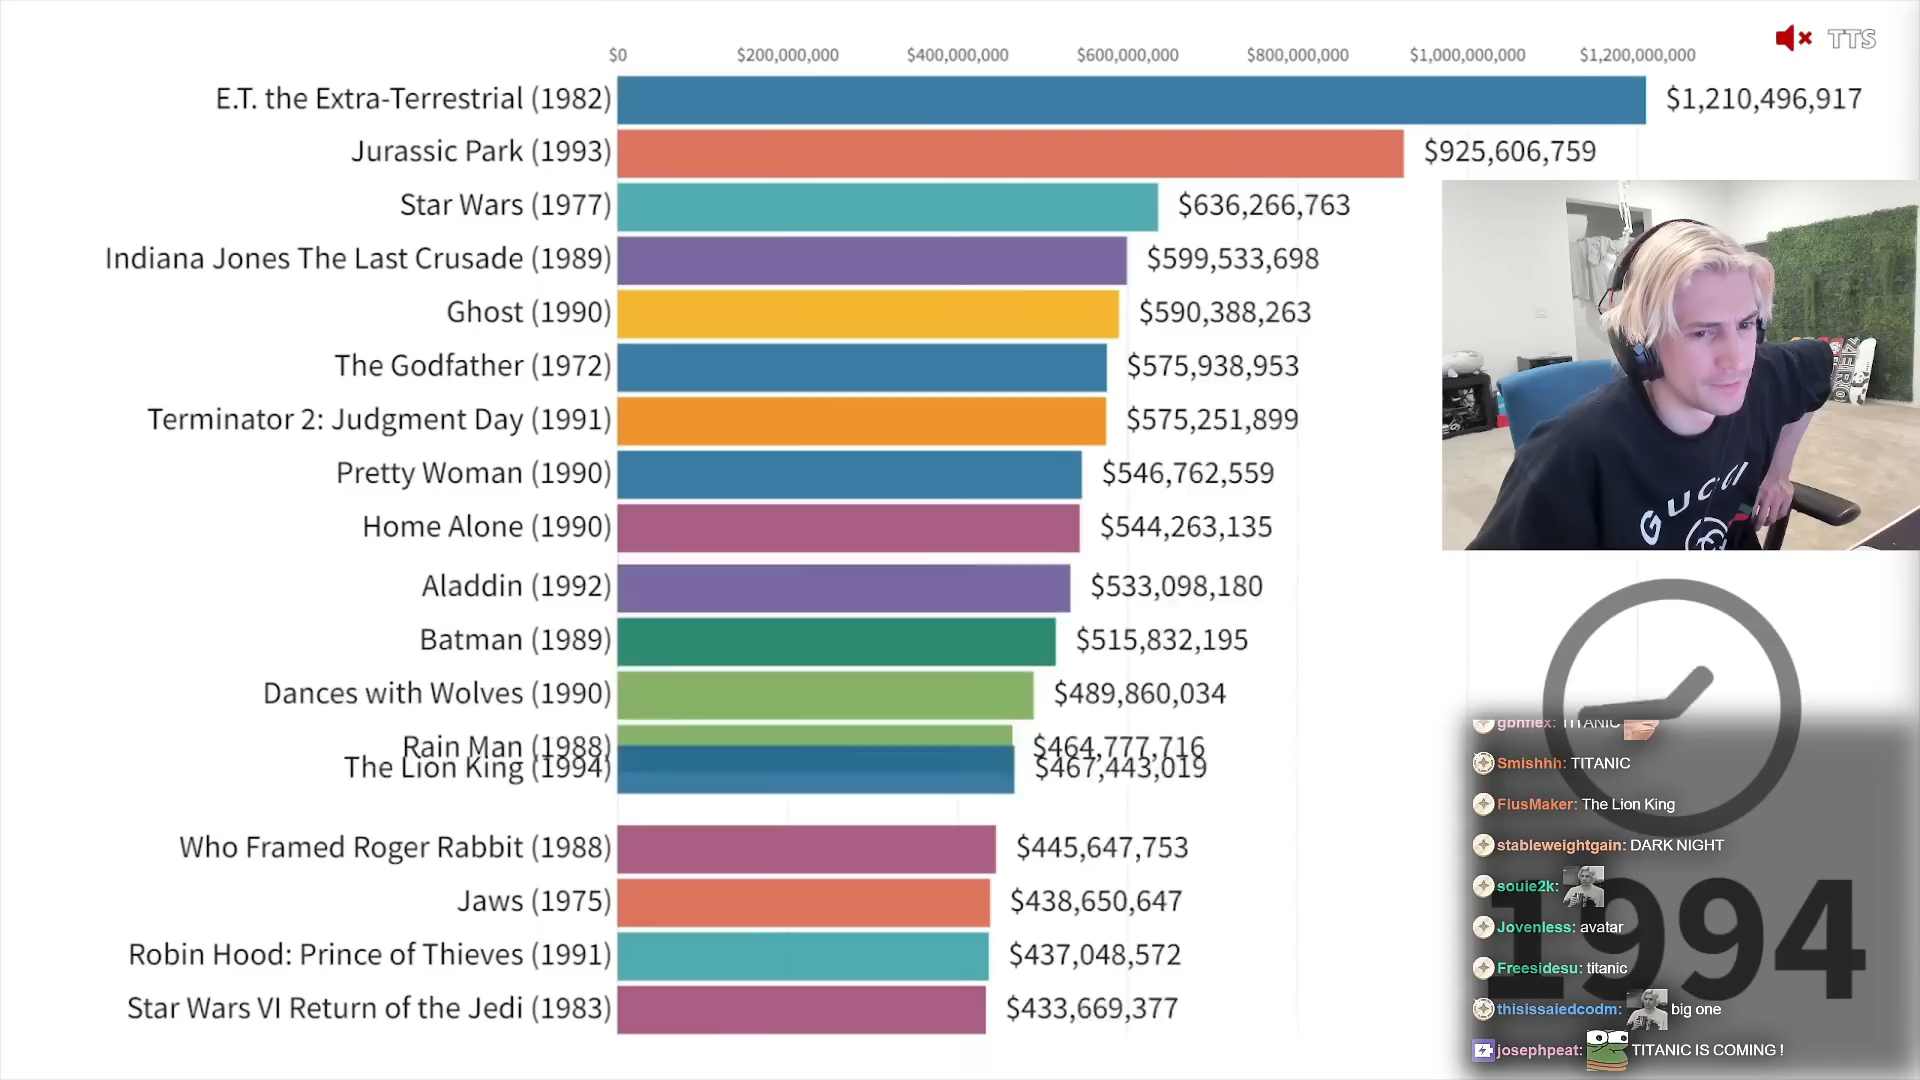 TTS
$0 $200,000,000 $400,000,000 $600,000,000 $800,000,000 $1,000,000,000 $1,200,000,000
E.T. the Extra-Terrestrial (1982) $1,210,496,917
Jurassic Park (1993) $925,606,759
Star Wars (1977) $636,266,763
Indiana Jones The Last Crusade (1989) $599,533,698
Ghost (1990) $590,388,263
The Godfather (1972) $575,938,953
Terminator 2: Judgment Day (1991) $575,251,899
Pretty Woman (1990) $546,762,559
Home Alone (1990) $544,263,135
Aladdin (1992) $533,098,180
Batman (1989) $515,832,195
Dances with Wolves (1990) $489,860,034
Rain Man (1988) $464,777,716
The Lion King (1994) $467,443,019
Who Framed Roger Rabbit (1988) $445,647,753
Jaws (1975) $438,650,647
Robin Hood: Prince of Thieves (1991) $437,048,572
Star Wars VI Return of the Jedi (1983) $433,669,377
GUCCI
ZERO
1994
TITANIC
Smishhh: TITANIC
FlusMaker: The Lion King
stableweightgain: DARK NIGHT
souie2k:
Jovenless: avatar
Freesidesu: titanic
thisissaiedcodm: big one
josephpeat: TITANIC IS COMING !